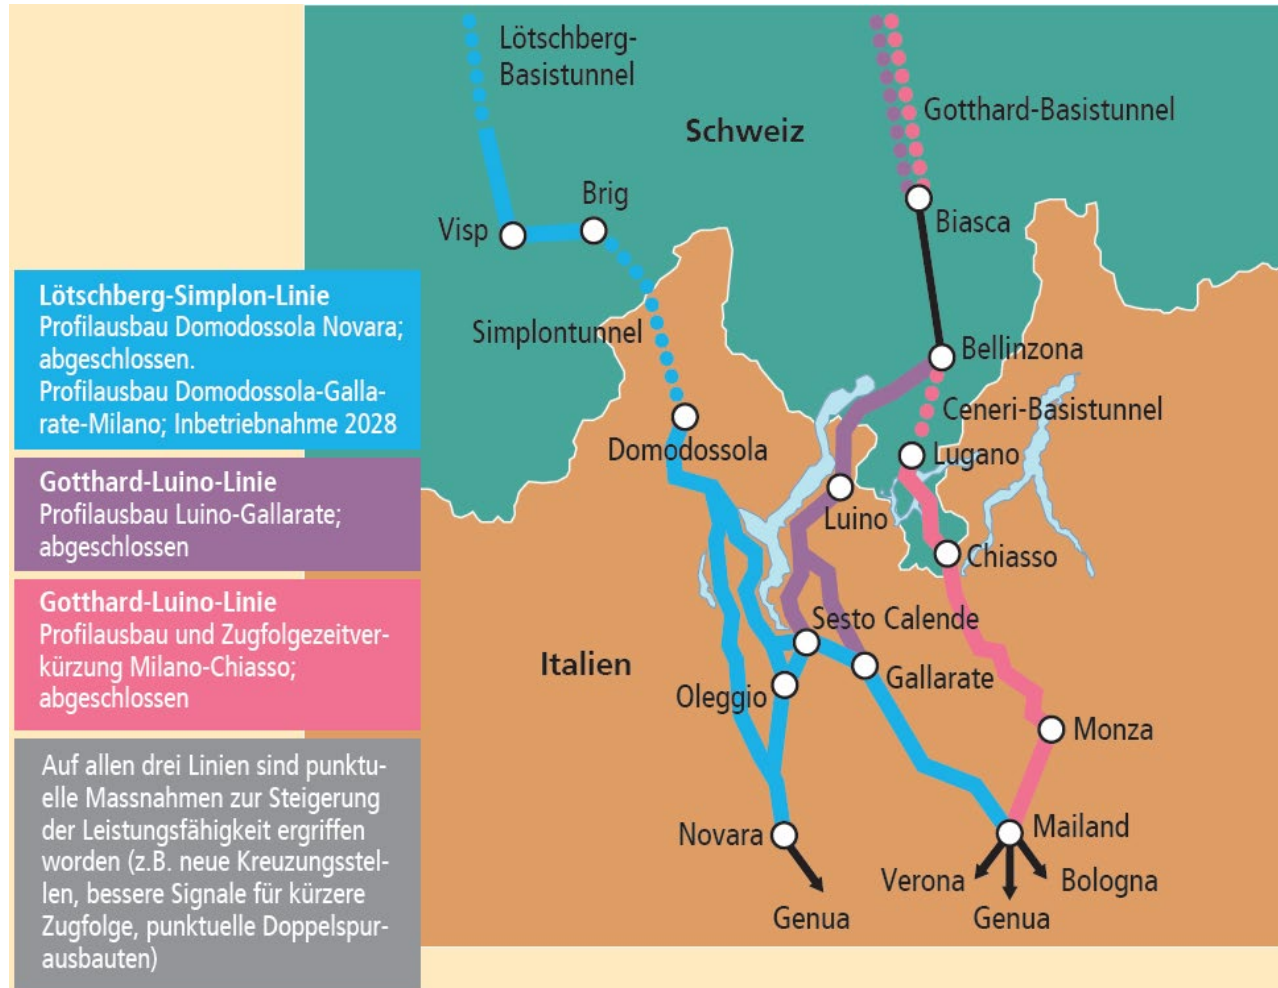 Lötschberg-
Basistunnel
Gotthard-Basistunnel
Schweiz
Brig
Visp
Biasca
Simplontunnel
Bellinzona
Ceneri-Basistunnel
Domodossola
Lugano
Luino
Chiasso
Sesto Calende
Italien
Gallarate
Oleggio
Monza
Novara
Mailand
Verona
Bologna
Genua
Genua
Lötschberg-Simplon-Linie
Profilausbau Domodossola Novara;
abgeschlossen.
Profilausbau Domodossola-Galla-
rate-Milano; Inbetriebnahme 2028
Gotthard-Luino-Linie
Profilausbau Luino-Gallarate;
abgeschlossen
Gotthard-Luino-Linie
Profilausbau und Zugfolgezeitver-
kürzung Milano-Chiasso;
abgeschlossen
Auf allen drei Linien sind punktu-
elle Massnahmen zur Steigerung
der Leistungsfähigkeit ergriffen
worden (z.B. neue Kreuzungsstel-
len, bessere Signale für kürzere
Zugfolge, punktuelle Doppelspur-
ausbauten)